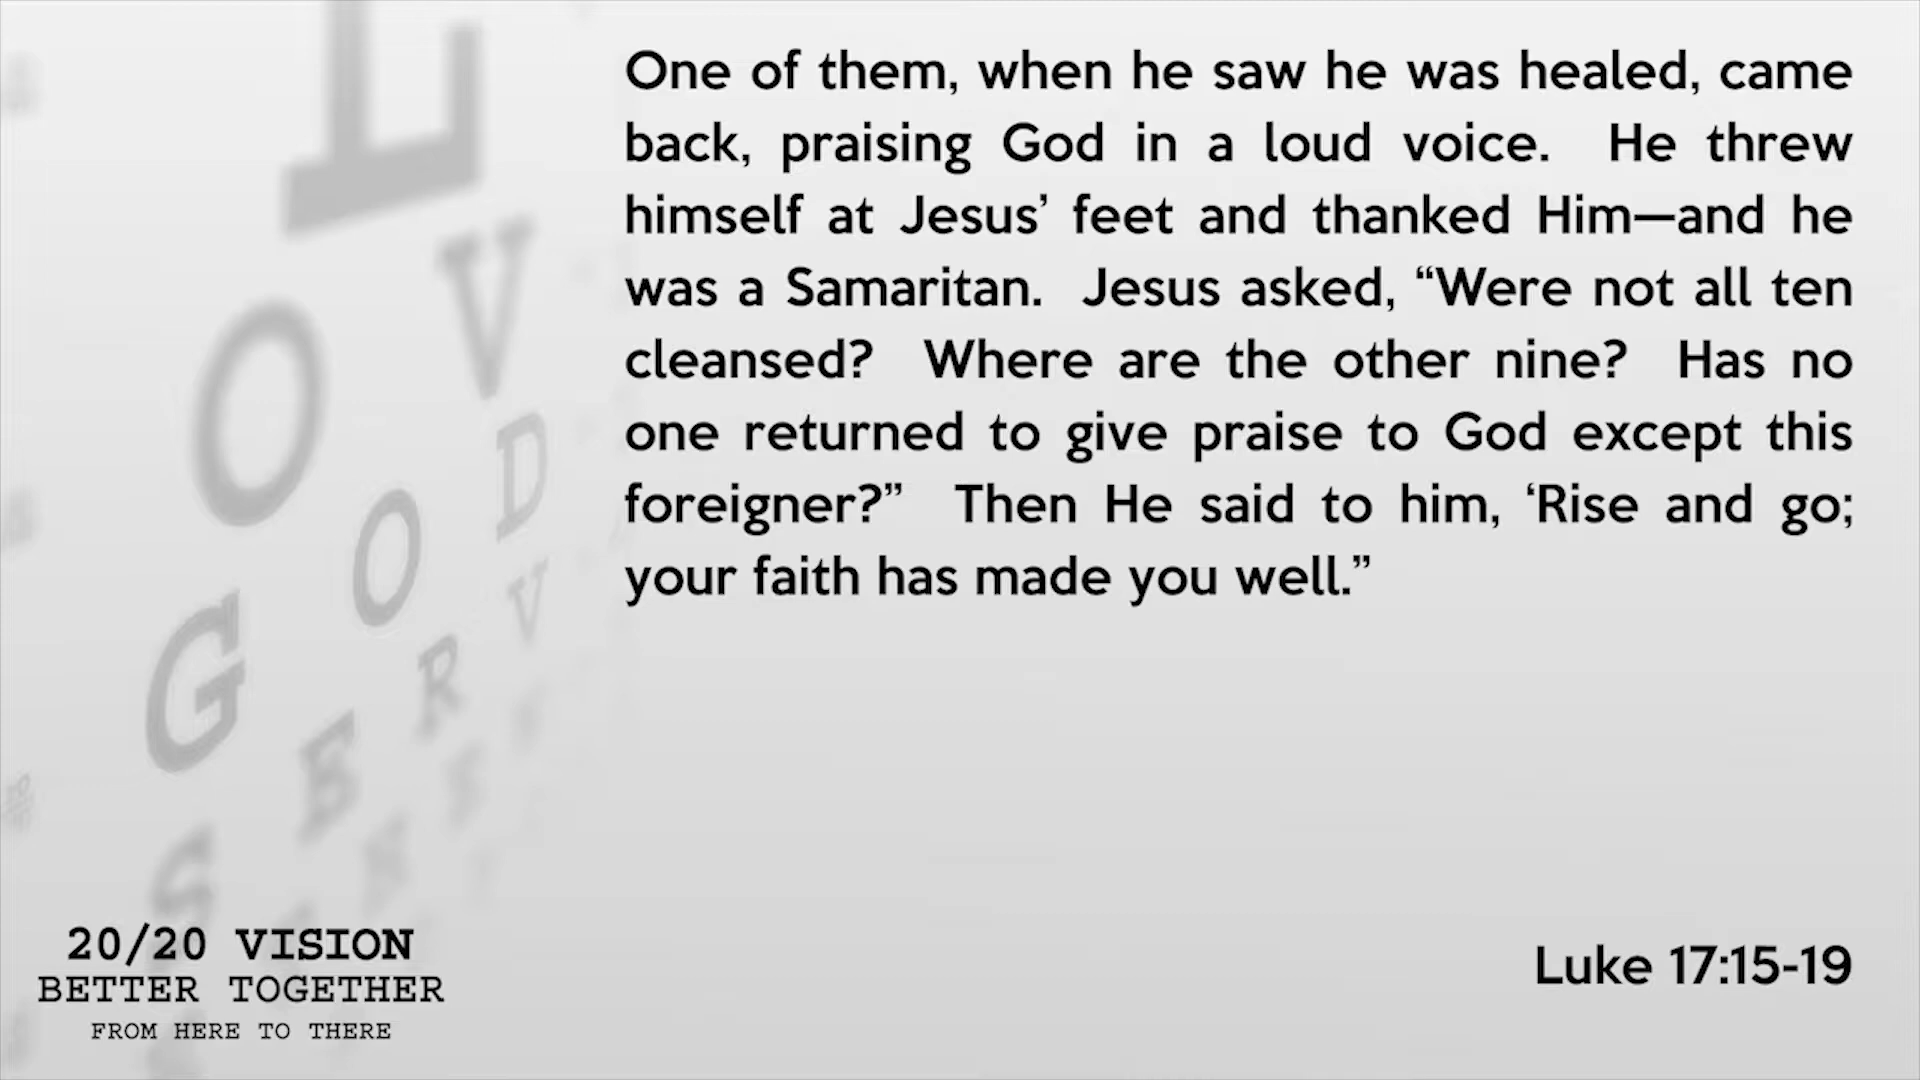 One of them, when he saw he was healed, came
back, praising God in a loud voice.  He threw
himself at Jesus’ feet and thanked Him—and he
was a Samaritan.  Jesus asked, “Were not all ten
cleansed?  Where are the other nine?  Has no
one returned to give praise to God except this
foreigner?”  Then He said to him, ‘Rise and go;
your faith has made you well.”
Luke 17:15-19
L
V
O
D
O
V
G
R
E
S
20/20 VISION
BETTER TOGETHER
FROM HERE TO THERE